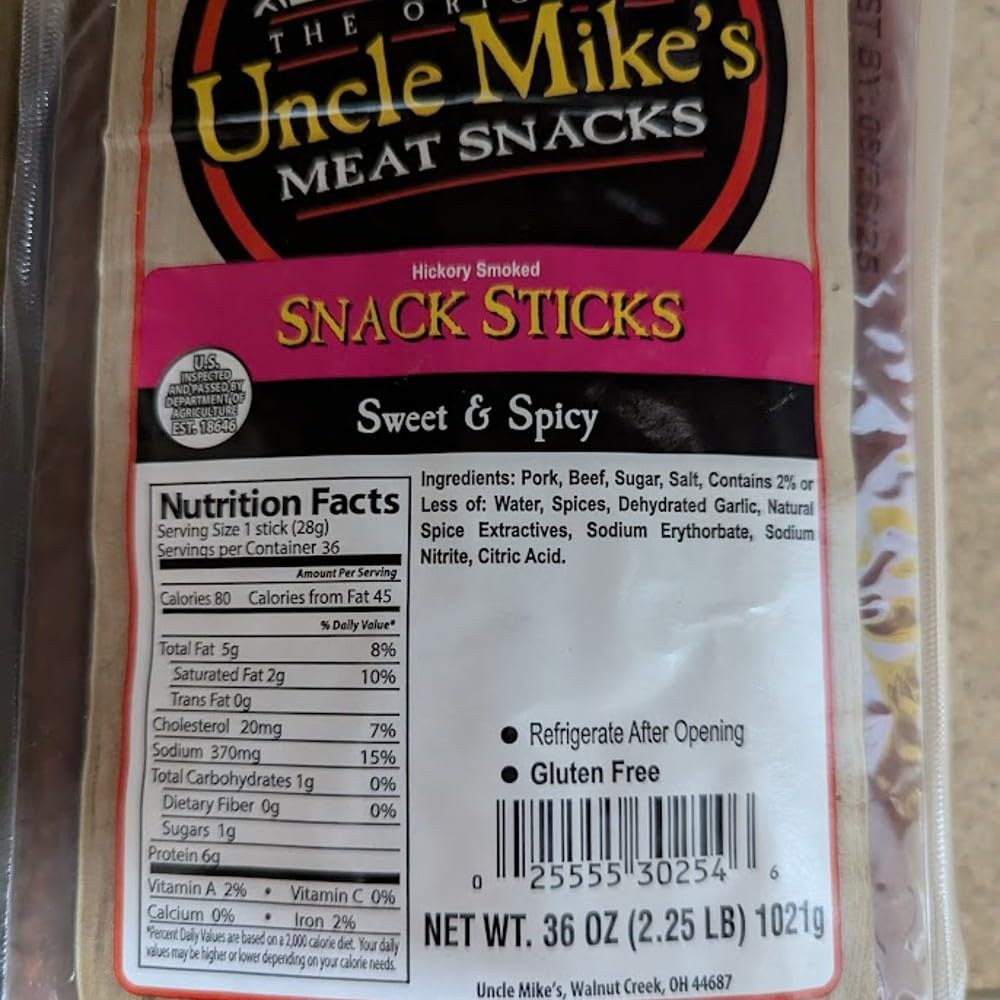 THE
Uncle Mike's
MEAT SNACKS
Hickory Smoked
SNACK STICKS
U.S.
INSPECTED
AND PASSED BY
DEPARTMENT OF
AGRICULTURE
EST. 18646
Sweet & Spicy
Nutrition Facts
Serving Size 1 stick (28g)
Servings per Container 36
Amount Per Serving
Calories 80 Calories from Fat 45
% Daily Value*
Total Fat 5g 8%
Saturated Fat 2g 10%
Trans Fat 0g
Cholesterol 20mg 7%
Sodium 370mg 15%
Total Carbohydrates 1g 0%
Dietary Fiber 0g 0%
Sugars 1g
Protein 6g
Vitamin A 2% • Vitamin C 0%
Calcium 0% • Iron 2%
*Percent Daily Values are based on a 2,000 calorie diet. Your daily
values may be higher or lower depending on your calorie needs.
Ingredients: Pork, Beef, Sugar, Salt, Contains 2% or
Less of: Water, Spices, Dehydrated Garlic, Natural
Spice Extractives, Sodium Erythorbate, Sodium
Nitrite, Citric Acid.
• Refrigerate After Opening
• Gluten Free
0 25555 30254 6
NET WT. 36 OZ (2.25 LB) 1021g
Uncle Mike's, Walnut Creek, OH 44687